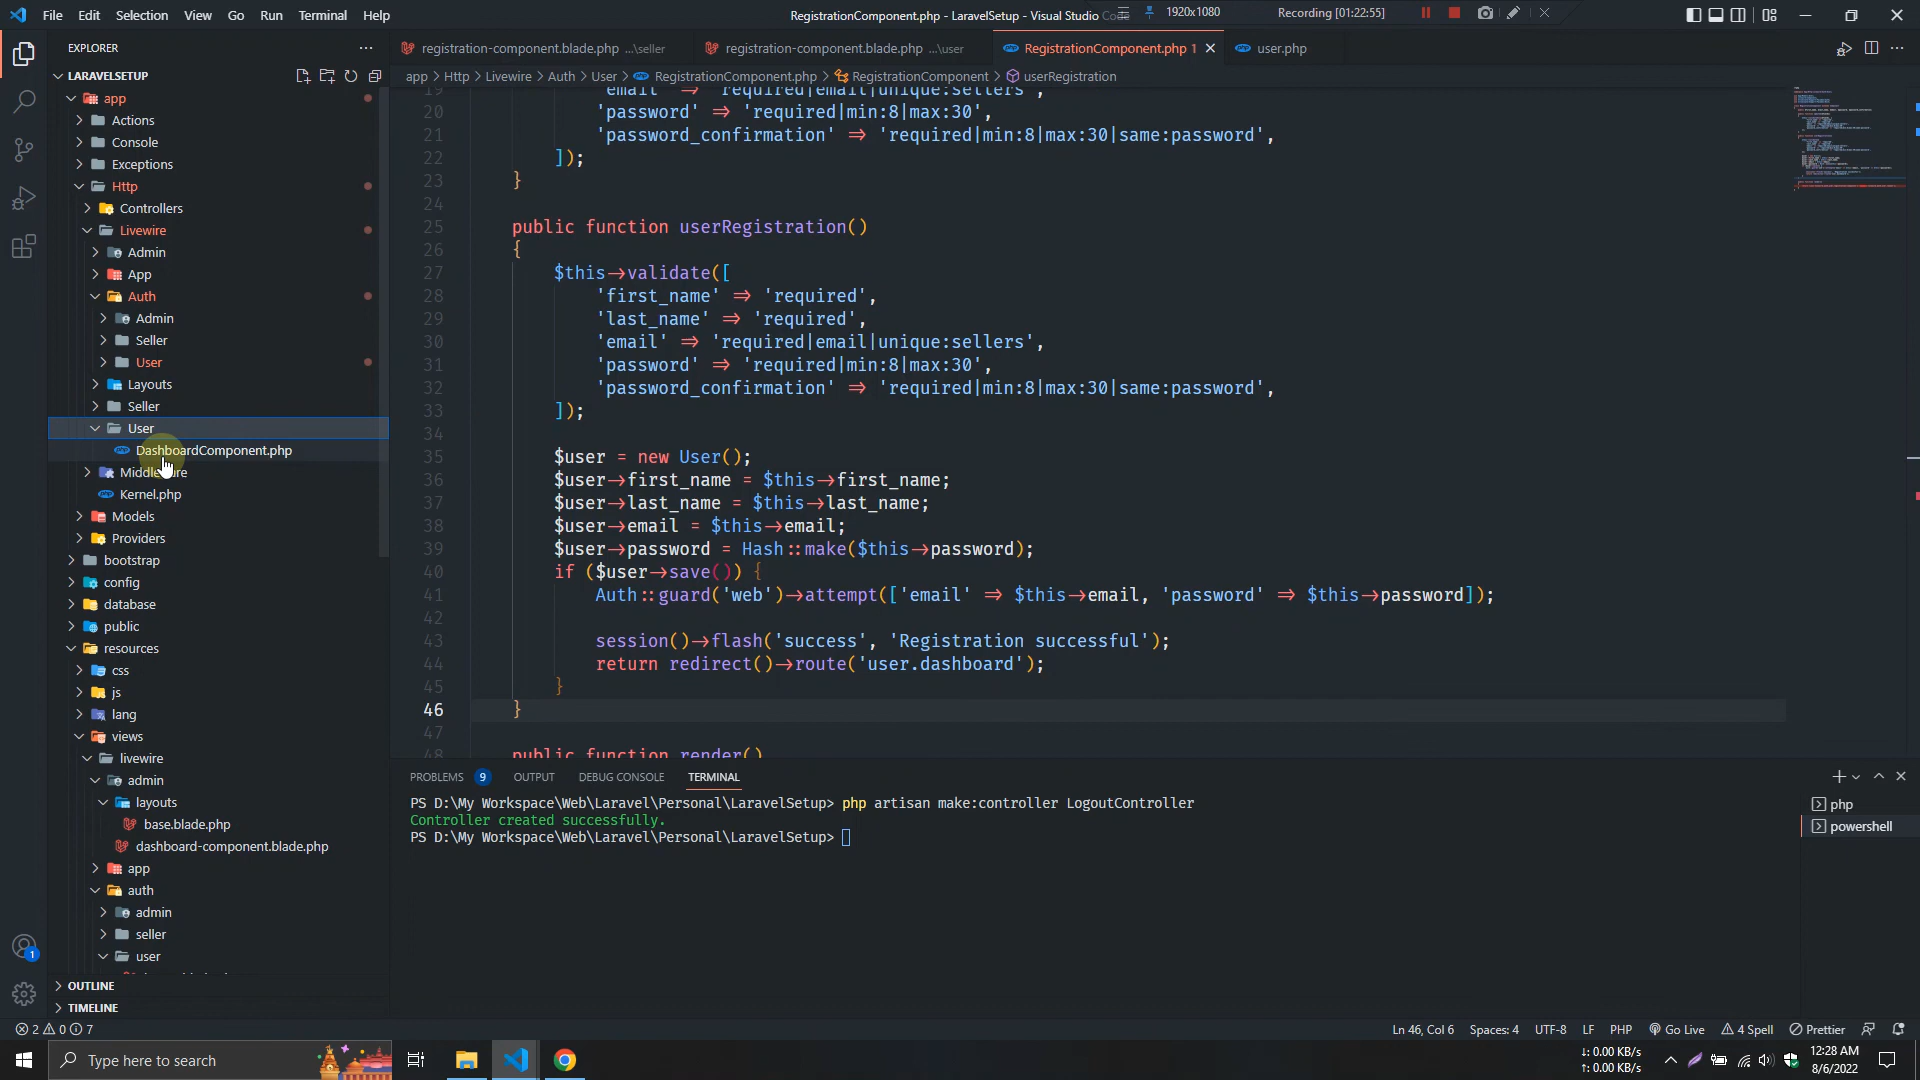 File Edit Selection View Go Run Terminal Help
RegistrationComponent.php - LaravelSetup - Visual Studio Code
1920x1080
Recording [01:22:55]
EXPLORER
registration-component.blade.php ...\seller
registration-component.blade.php ...\user
RegistrationComponent.php 1
user.php
LARAVELSETUP
app > Http > Livewire > Auth > User > RegistrationComponent.php > RegistrationComponent > userRegistration
app
Actions
Console
Exceptions
Http
Controllers
Livewire
Admin
App
Auth
Admin
Seller
User
Layouts
Seller
User
DashboardComponent.php
Middleware
Kernel.php
Models
Providers
bootstrap
config
database
public
resources
css
js
lang
views
livewire
admin
layouts
base.blade.php
dashboard-component.blade.php
app
auth
admin
seller
user
OUTLINE
TIMELINE
19 'email' => 'required|email|unique:sellers',
20 'password' => 'required|min:8|max:30',
21 'password_confirmation' => 'required|min:8|max:30|same:password',
22 ]);
23 }
24
25 public function userRegistration()
26 {
27 $this->validate([
28 'first_name' => 'required',
29 'last_name' => 'required',
30 'email' => 'required|email|unique:sellers',
31 'password' => 'required|min:8|max:30',
32 'password_confirmation' => 'required|min:8|max:30|same:password',
33 ]);
34
35 $user = new User();
36 $user->first_name = $this->first_name;
37 $user->last_name = $this->last_name;
38 $user->email = $this->email;
39 $user->password = Hash::make($this->password);
40 if ($user->save()) {
41 Auth::guard('web')->attempt(['email' => $this->email, 'password' => $this->password]);
42
43 session()->flash('success', 'Registration successful');
44 return redirect()->route('user.dashboard');
45 }
46 }
47
48 public function render()
PROBLEMS 9 OUTPUT DEBUG CONSOLE TERMINAL
PS D:\My Workspace\Web\Laravel\Personal\LaravelSetup> php artisan make:controller LogoutController
Controller created successfully.
PS D:\My Workspace\Web\Laravel\Personal\LaravelSetup>
php
powershell
1
2 0 7
Ln 46, Col 6 Spaces: 4 UTF-8 LF PHP Go Live 4 Spell Prettier
Type here to search
↓: 0.00 KB/s
↑: 0.00 KB/s
12:28 AM
8/6/2022